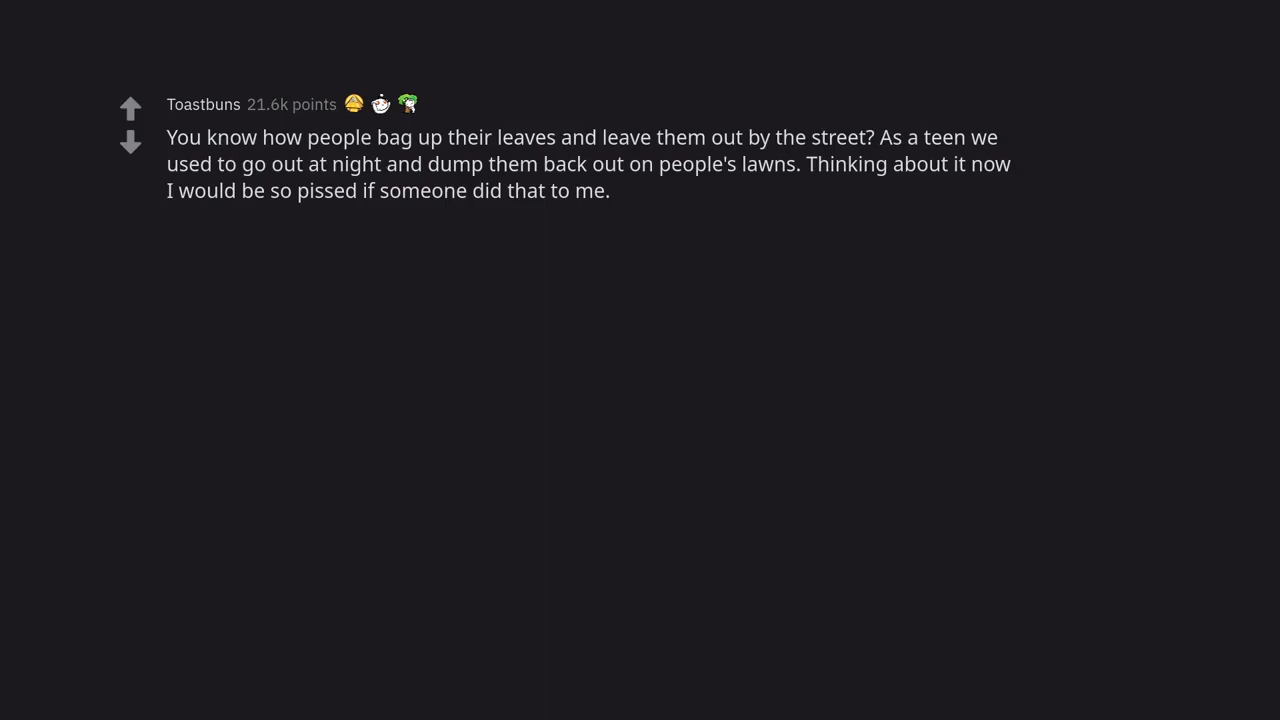 Toastbuns 21.6k points
You know how people bag up their leaves and leave them out by the street? As a teen we
used to go out at night and dump them back out on people's lawns. Thinking about it now
I would be so pissed if someone did that to me.